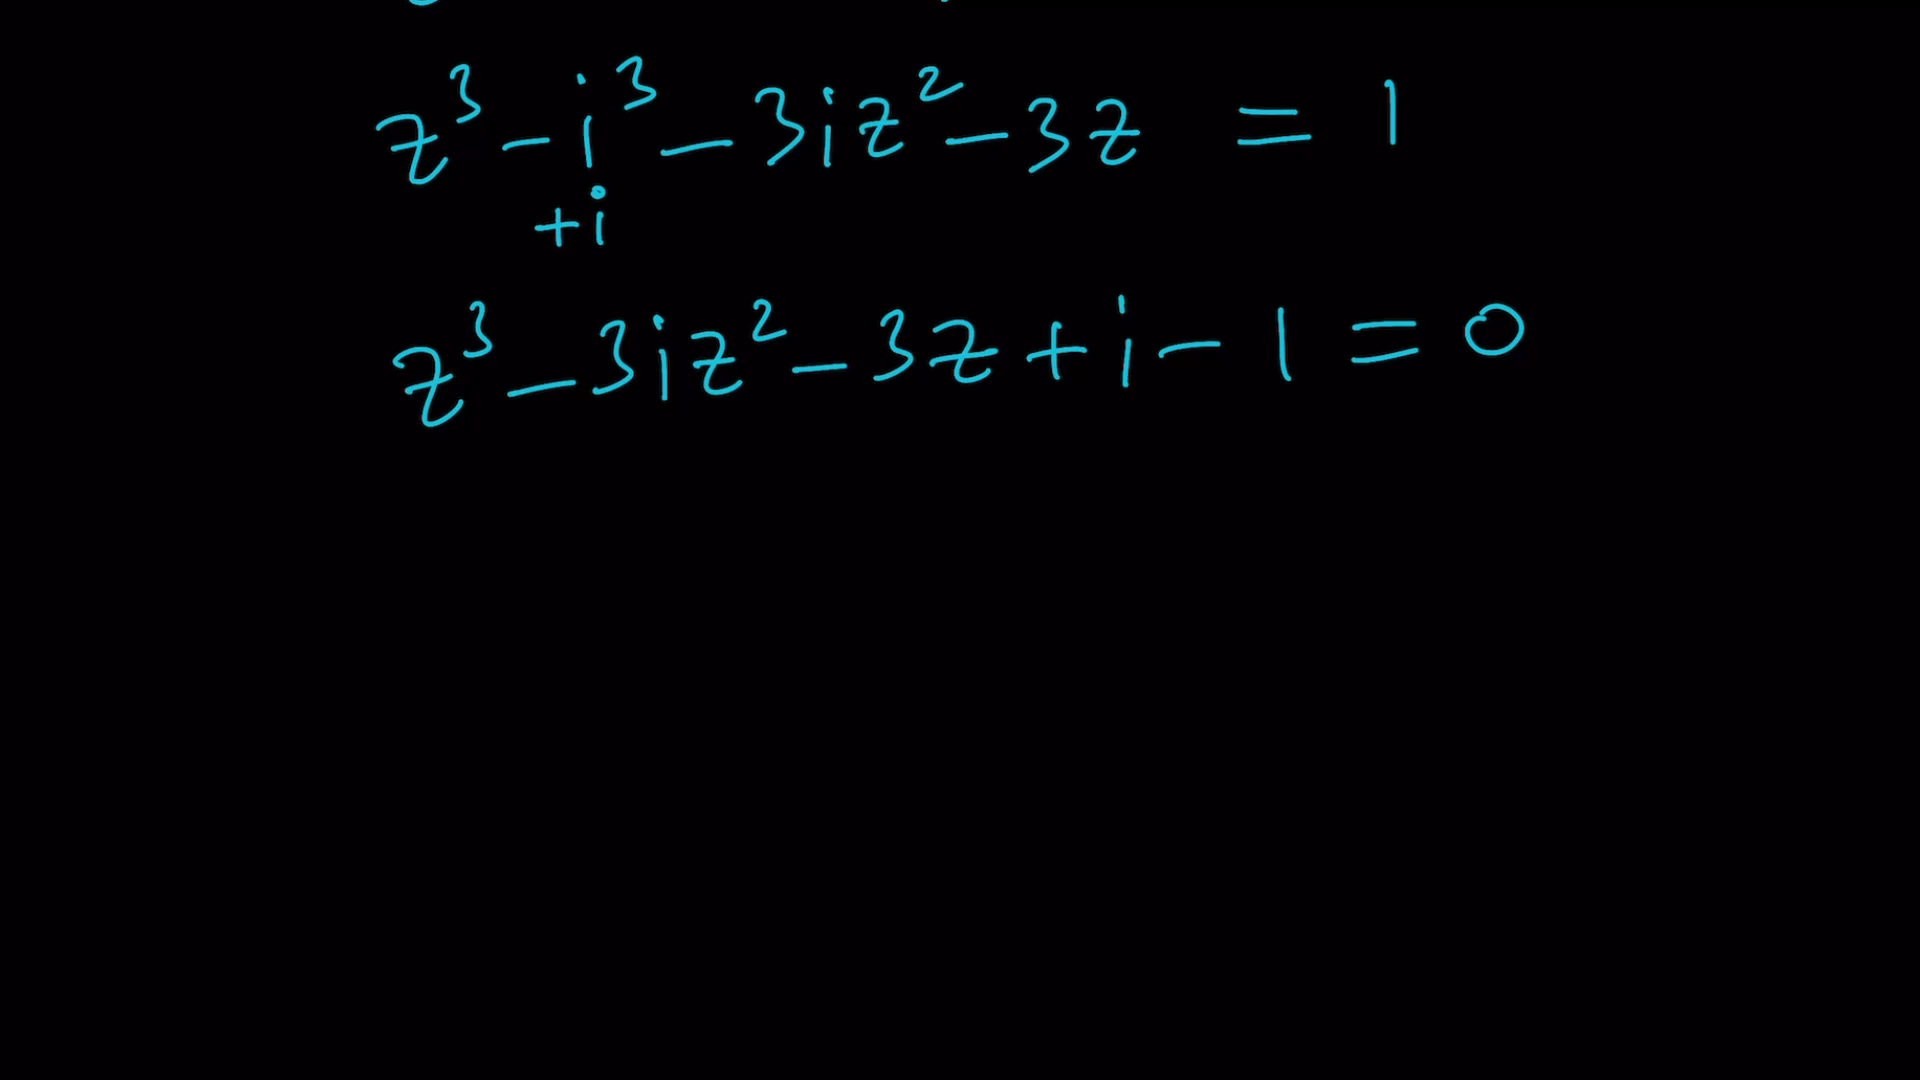 z³ - i³ - 3iz² - 3z = 1
+i
z³ - 3iz² - 3z + i - 1 = 0